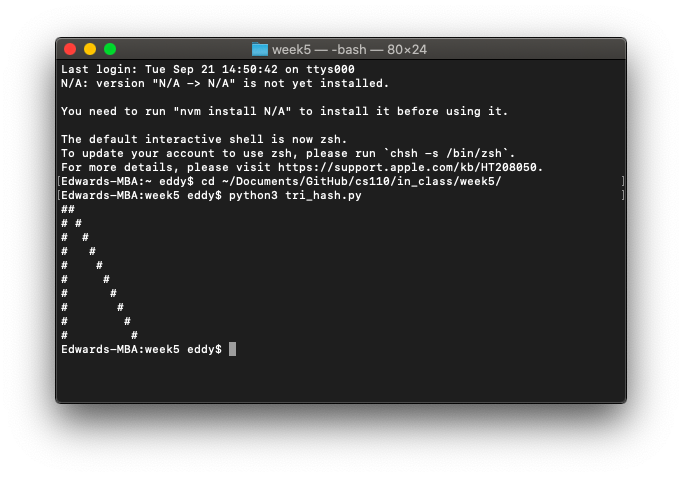 week5 — -bash — 80×24
Last login: Tue Sep 21 14:50:42 on ttys000
N/A: version "N/A -> N/A" is not yet installed.
You need to run "nvm install N/A" to install it before using it.
The default interactive shell is now zsh.
To update your account to use zsh, please run `chsh -s /bin/zsh`.
For more details, please visit https://support.apple.com/kb/HT208050.
[Edwards-MBA:~ eddy$ cd ~/Documents/GitHub/cs110/in_class/week5/ ]
[Edwards-MBA:week5 eddy$ python3 tri_hash.py ]
##
# #
#  #
#   #
#    #
#     #
#      #
#       #
#        #
#         #
Edwards-MBA:week5 eddy$